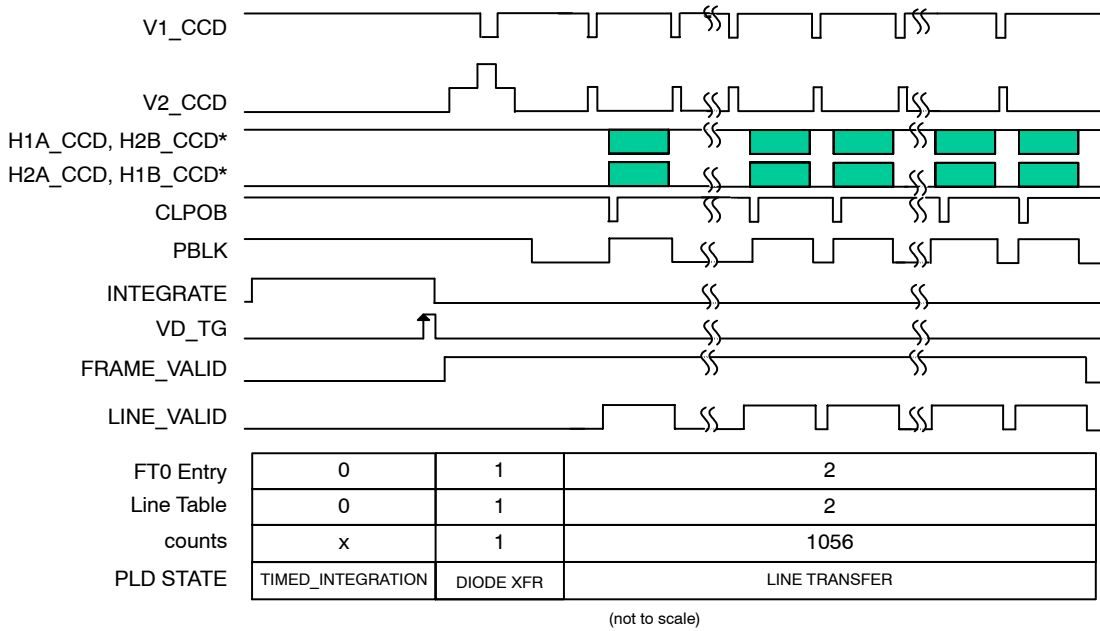 V1_CCD
V2_CCD
H1A_CCD, H2B_CCD*
H2A_CCD, H1B_CCD*
CLPOB
PBLK
INTEGRATE
VD_TG
FRAME_VALID
LINE_VALID
FT0 Entry 0 1 2
Line Table 0 1 2
counts x 1 1056
PLD STATE TIMED_INTEGRATION DIODE XFR LINE TRANSFER
(not to scale)